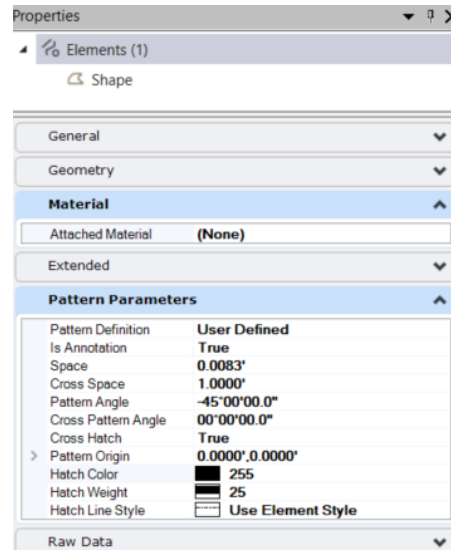 Properties
Elements (1)
Shape
General
Geometry
Material
Attached Material (None)
Extended
Pattern Parameters
Pattern Definition User Defined
Is Annotation True
Space 0.0083'
Cross Space 1.0000'
Pattern Angle -45°00'00.0"
Cross Pattern Angle 00°00'00.0"
Cross Hatch True
Pattern Origin 0.0000',0.0000'
Hatch Color 255
Hatch Weight 25
Hatch Line Style Use Element Style
Raw Data